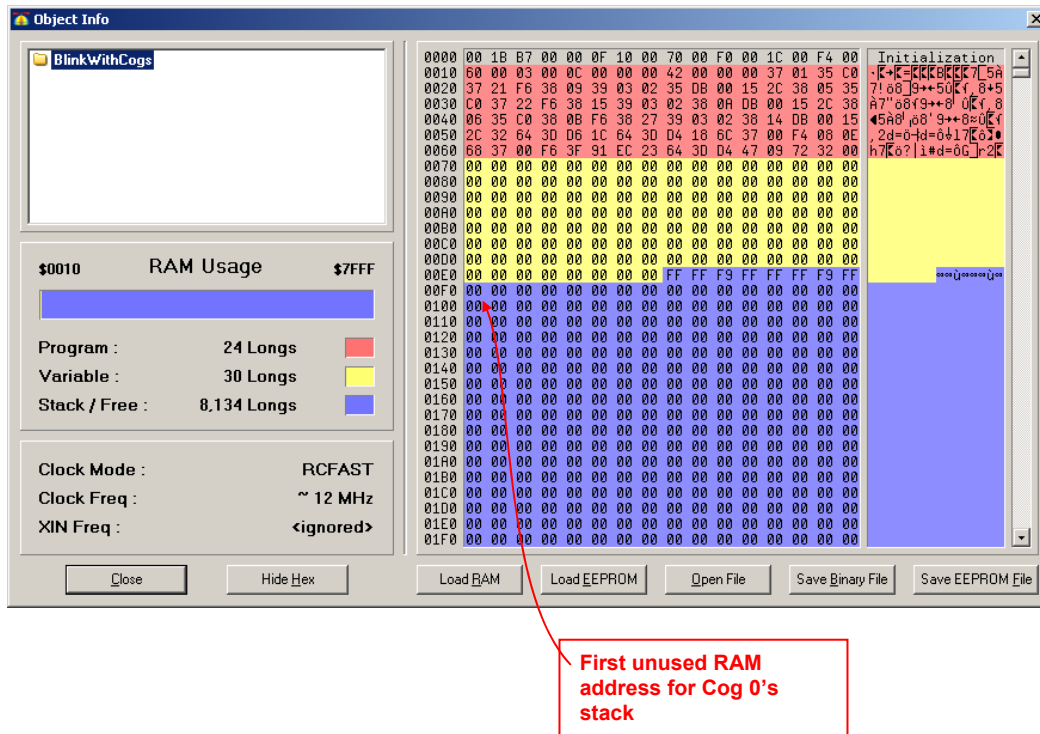 Object Info
BlinkWithCogs
$0010 RAM Usage $7FFF
Program : 24 Longs
Variable : 30 Longs
Stack / Free : 8,134 Longs
Clock Mode : RCFAST
Clock Freq : ~ 12 MHz
XIN Freq : <ignored>
0000 00 1B B7 00 00 0F 10 00 70 00 F0 00 1C 00 F4 00 Initialization
0010 60 00 03 00 0C 00 00 00 42 00 00 00 37 01 35 C0
0020 37 21 F6 38 09 39 03 02 35 DB 00 15 2C 38 05 35
0030 C0 37 22 F6 38 15 39 03 02 38 0A DB 00 15 2C 38
0040 06 35 C0 38 0B F6 38 27 39 03 02 38 14 DB 00 15
0050 2C 32 64 3D D6 1C 64 3D D4 18 6C 37 00 F4 08 0E
0060 68 37 00 F6 3F 91 EC 23 64 3D D4 47 09 72 32 00
0070 00 00 00 00 00 00 00 00 00 00 00 00 00 00 00 00
0080 00 00 00 00 00 00 00 00 00 00 00 00 00 00 00 00
0090 00 00 00 00 00 00 00 00 00 00 00 00 00 00 00 00
00A0 00 00 00 00 00 00 00 00 00 00 00 00 00 00 00 00
00B0 00 00 00 00 00 00 00 00 00 00 00 00 00 00 00 00
00C0 00 00 00 00 00 00 00 00 00 00 00 00 00 00 00 00
00D0 00 00 00 00 00 00 00 00 00 00 00 00 00 00 00 00
00E0 00 00 00 00 00 00 00 00 FF FF F9 FF FF FF F9 FF
00F0 00 00 00 00 00 00 00 00 00 00 00 00 00 00 00 00
0100 00 00 00 00 00 00 00 00 00 00 00 00 00 00 00 00
0110 00 00 00 00 00 00 00 00 00 00 00 00 00 00 00 00
0120 00 00 00 00 00 00 00 00 00 00 00 00 00 00 00 00
0130 00 00 00 00 00 00 00 00 00 00 00 00 00 00 00 00
0140 00 00 00 00 00 00 00 00 00 00 00 00 00 00 00 00
0150 00 00 00 00 00 00 00 00 00 00 00 00 00 00 00 00
0160 00 00 00 00 00 00 00 00 00 00 00 00 00 00 00 00
0170 00 00 00 00 00 00 00 00 00 00 00 00 00 00 00 00
0180 00 00 00 00 00 00 00 00 00 00 00 00 00 00 00 00
0190 00 00 00 00 00 00 00 00 00 00 00 00 00 00 00 00
01A0 00 00 00 00 00 00 00 00 00 00 00 00 00 00 00 00
01B0 00 00 00 00 00 00 00 00 00 00 00 00 00 00 00 00
01C0 00 00 00 00 00 00 00 00 00 00 00 00 00 00 00 00
01D0 00 00 00 00 00 00 00 00 00 00 00 00 00 00 00 00
01E0 00 00 00 00 00 00 00 00 00 00 00 00 00 00 00 00
01F0 00 00 00 00 00 00 00 00 00 00 00 00 00 00 00 00
Close Hide Hex Load RAM Load EEPROM Open File Save Binary File Save EEPROM File
First unused RAM
address for Cog 0's
stack